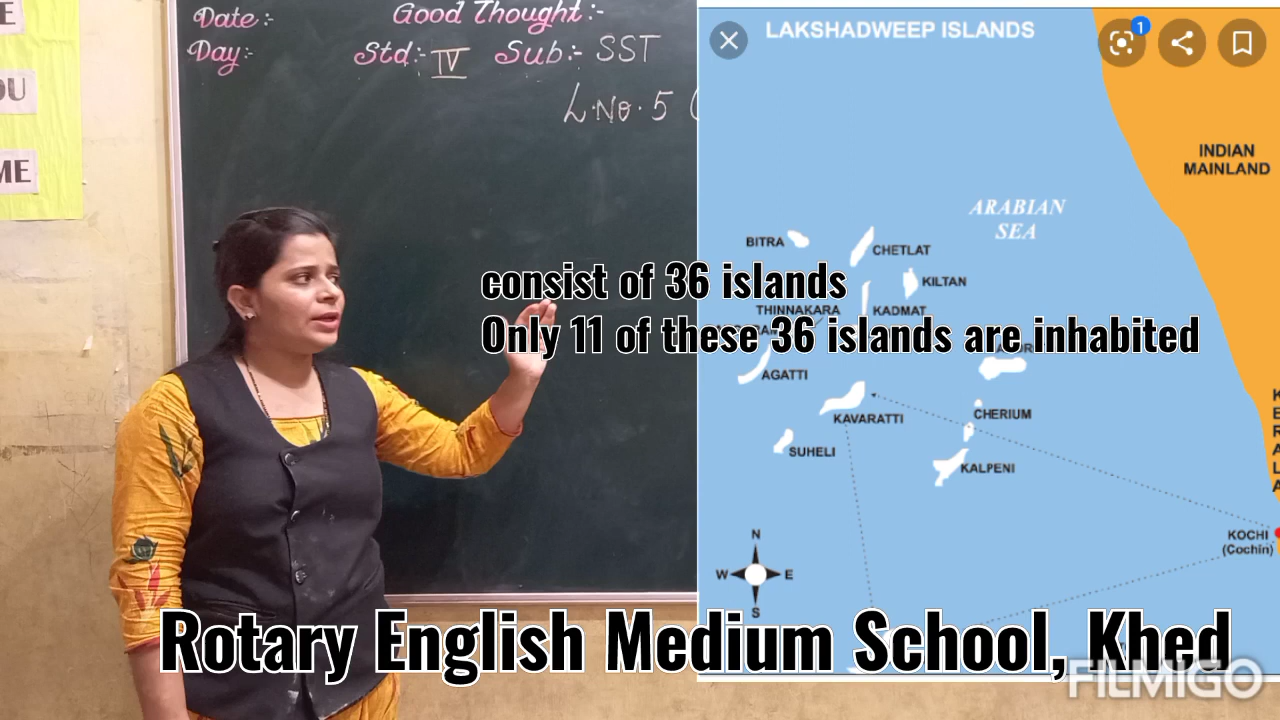 E
OU
ME
Date:-
Good Thought:-
Day:-
Std:- IV
Sub:- SST
L.No. 5 (
LAKSHADWEEP ISLANDS
1
INDIAN
MAINLAND
ARABIAN
SEA
BITRA
CHETLAT
KILTAN
consist of 36 islands
THINNAKARA
KADMAT
Only 11 of these 36 islands are inhabited
AGATTI
KAVARATTI
CHERIUM
SUHELI
KALPENI
KERALA
KOCHI
(Cochin)
N
W E
S
Rotary English Medium School, Khed
FILMIGO